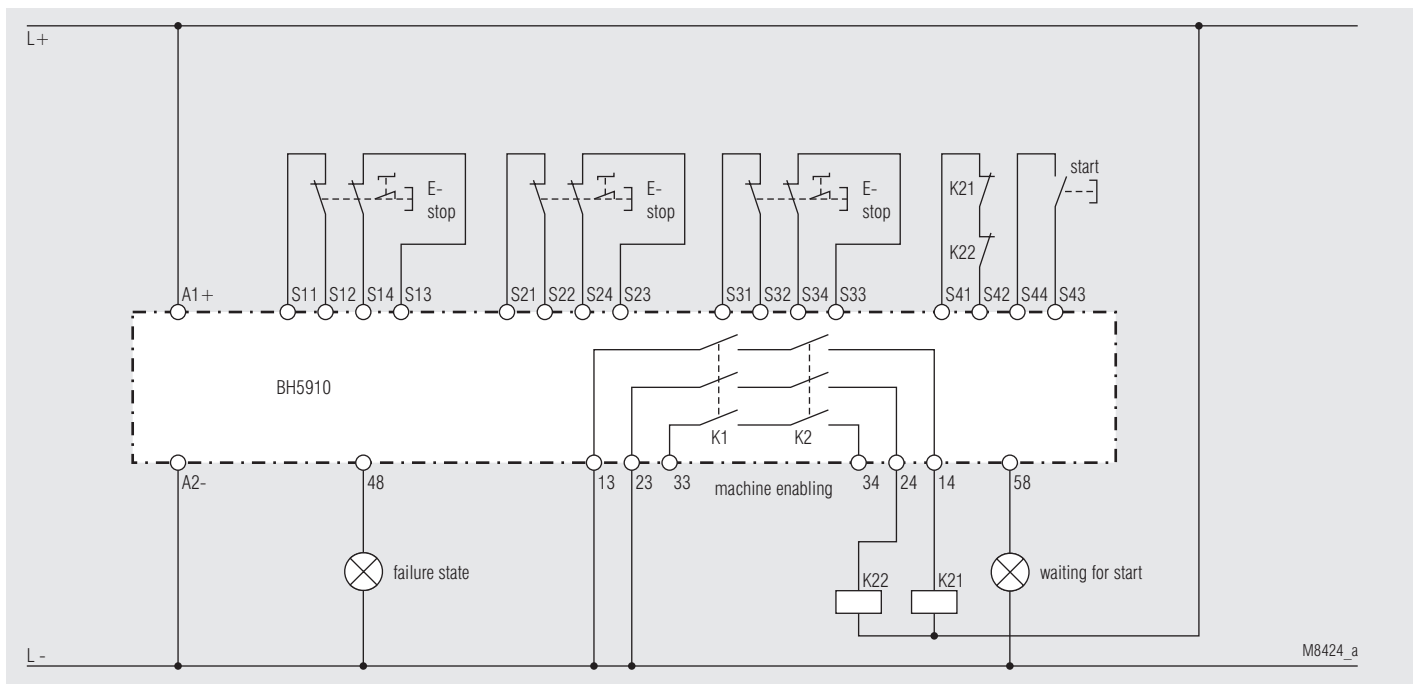 L+
E-
stop
E-
stop
E-
stop
K21
K22
start
A1+
S11
S12
S14
S13
S21
S22
S24
S23
S31
S32
S34
S33
S41
S42
S44
S43
BH5910
K1
K2
A2-
48
13
23
33
machine enabling
34
24
14
58
failure state
K22
K21
waiting for start
L -
M8424_a